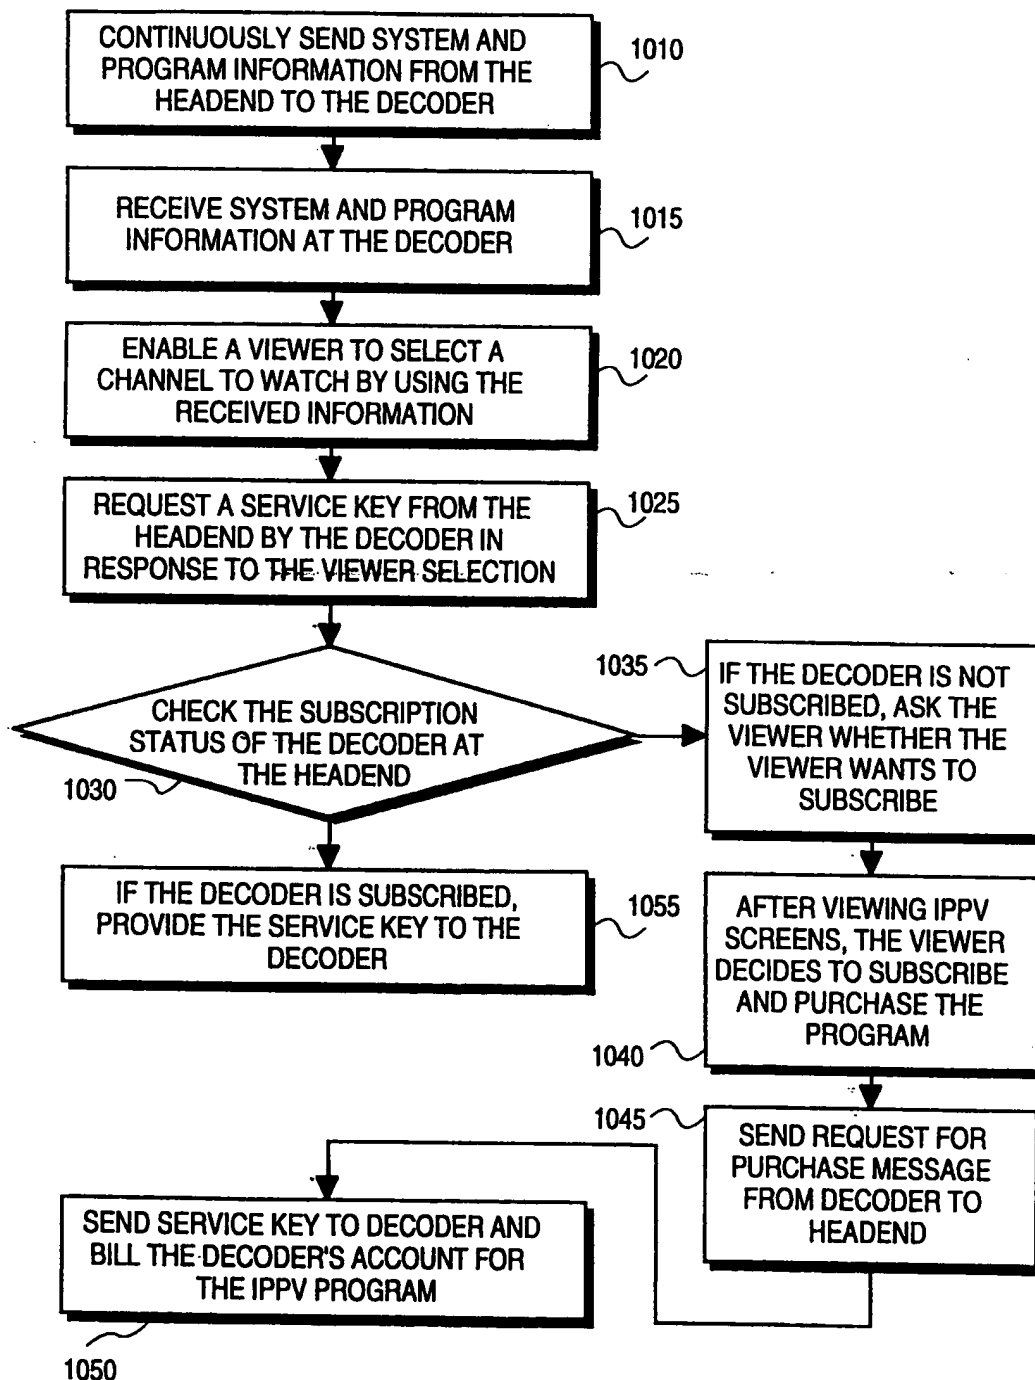 CONTINUOUSLY SEND SYSTEM AND
PROGRAM INFORMATION FROM THE
HEADEND TO THE DECODER
1010
RECEIVE SYSTEM AND PROGRAM
INFORMATION AT THE DECODER
1015
ENABLE A VIEWER TO SELECT A
CHANNEL TO WATCH BY USING THE
RECEIVED INFORMATION
1020
REQUEST A SERVICE KEY FROM THE
HEADEND BY THE DECODER IN
RESPONSE TO THE VIEWER SELECTION
1025
CHECK THE SUBSCRIPTION
STATUS OF THE DECODER AT
THE HEADEND
1030
1035
IF THE DECODER IS NOT
SUBSCRIBED, ASK THE
VIEWER WHETHER THE
VIEWER WANTS TO
SUBSCRIBE
IF THE DECODER IS SUBSCRIBED,
PROVIDE THE SERVICE KEY TO THE
DECODER
1055
AFTER VIEWING IPPV
SCREENS, THE VIEWER
DECIDES TO SUBSCRIBE
AND PURCHASE THE
PROGRAM
1040
1045
SEND REQUEST FOR
PURCHASE MESSAGE
FROM DECODER TO
HEADEND
SEND SERVICE KEY TO DECODER AND
BILL THE DECODER'S ACCOUNT FOR
THE IPPV PROGRAM
1050